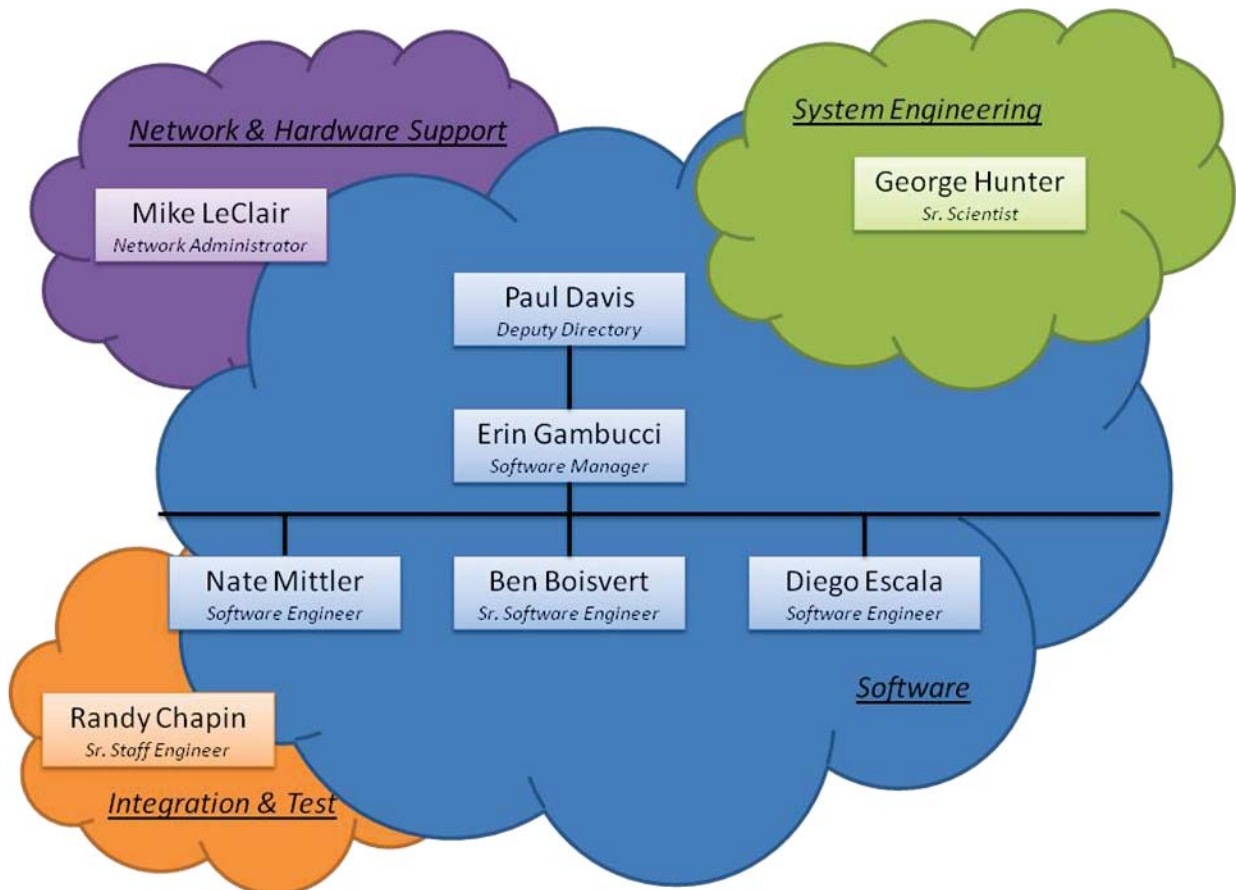 Network & Hardware Support
Mike LeClair
Network Administrator
System Engineering
George Hunter
Sr. Scientist
Paul Davis
Deputy Directory
Erin Gambucci
Software Manager
Nate Mittler
Software Engineer
Ben Boisvert
Sr. Software Engineer
Diego Escala
Software Engineer
Software
Randy Chapin
Sr. Staff Engineer
Integration & Test